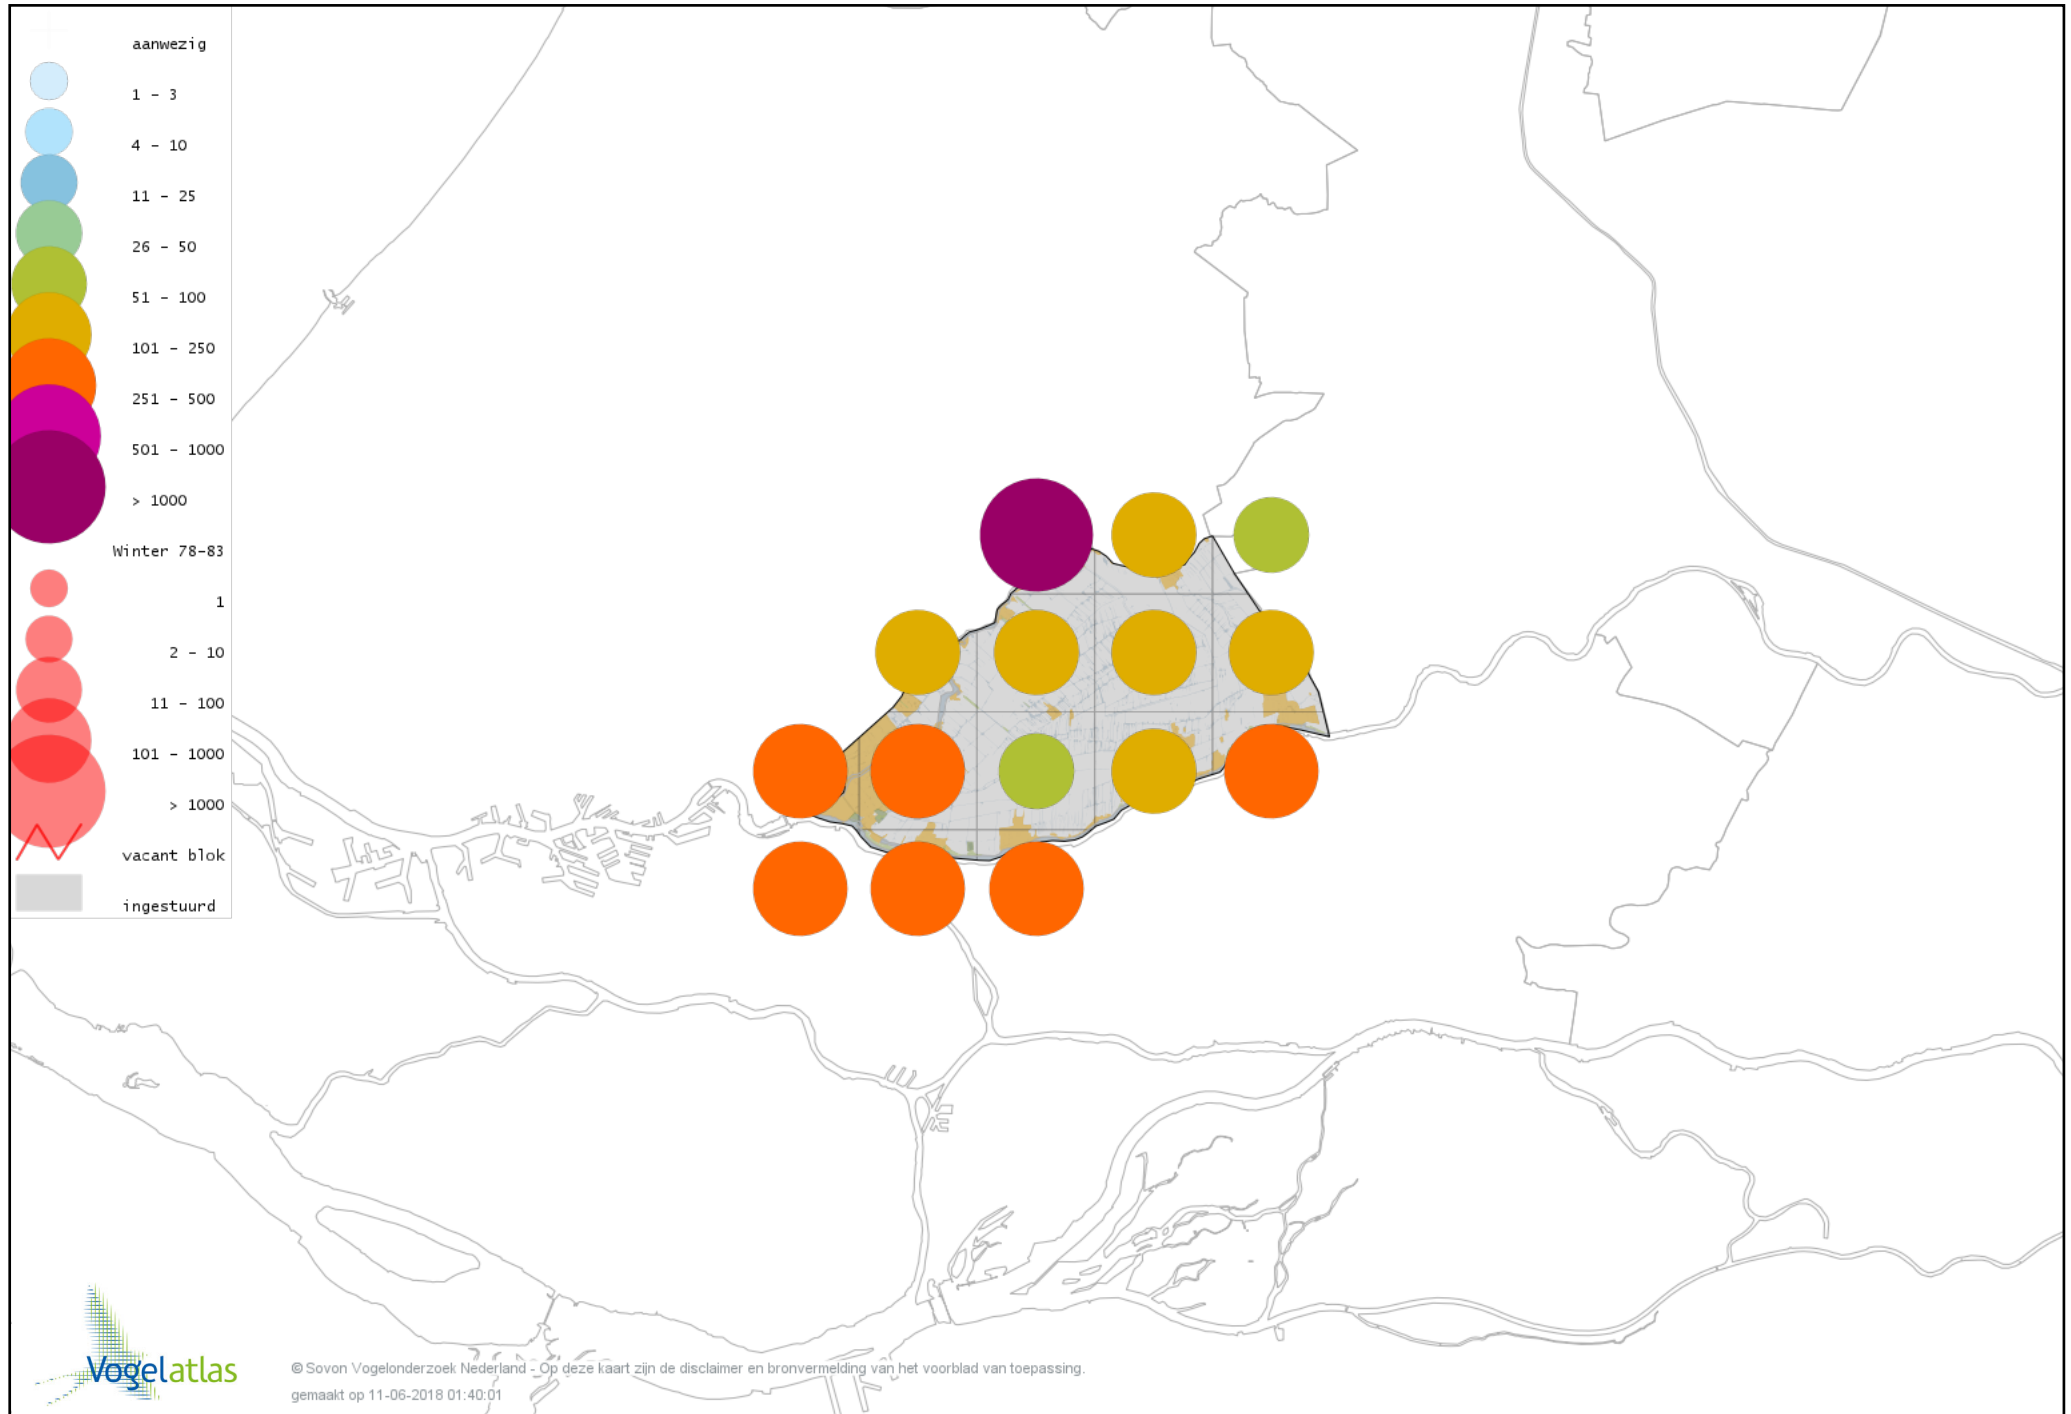 aanwezig
1 - 3
4 - 10
11 - 25
26 - 50
51 - 100
101 - 250
251 - 500
501 - 1000
> 1000
Winter 78-83
1
2 - 10
11 - 100
101 - 1000
> 1000
vacant blok
ingestuurd
Vogelatlas
© Sovon Vogelonderzoek Nederland - Op deze kaart zijn de disclaimer en bronvermelding van het voorblad van toepassing.
gemaakt op 11-06-2018 01:40:01